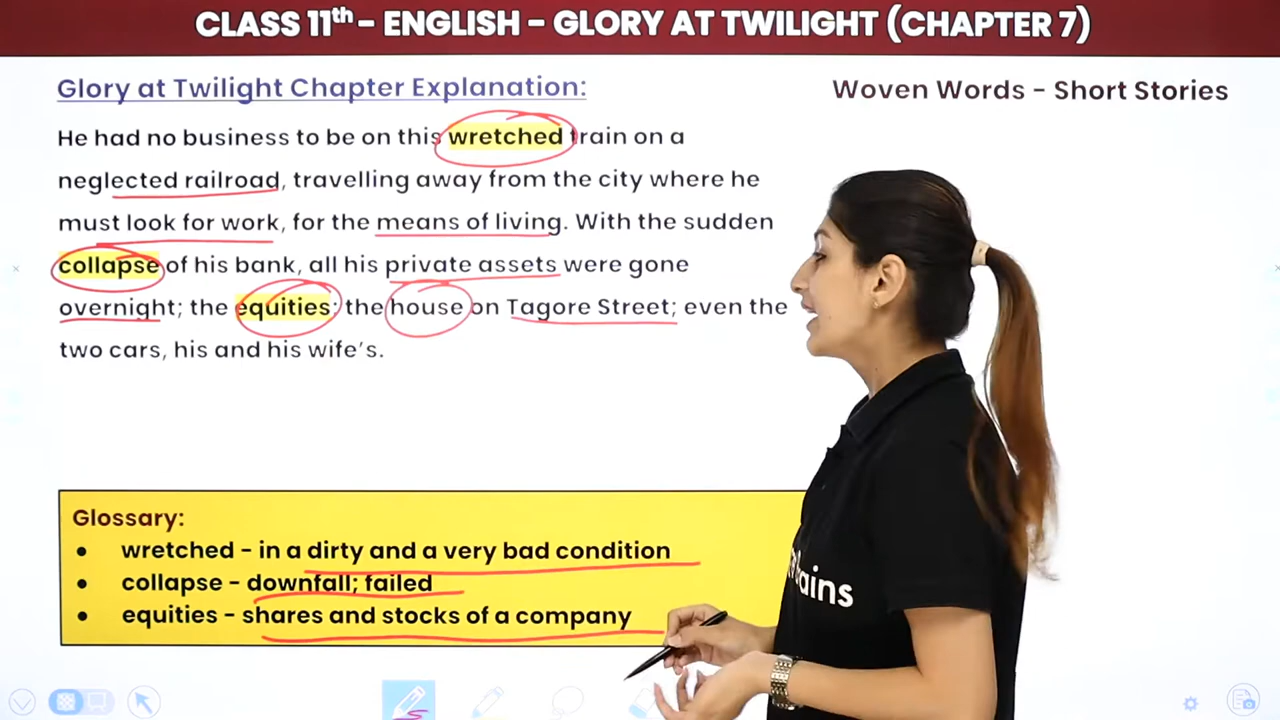 CLASS 11th - ENGLISH - GLORY AT TWILIGHT (CHAPTER 7)
Glory at Twilight Chapter Explanation:
Woven Words - Short Stories
He had no business to be on this wretched train on a
neglected railroad, travelling away from the city where he
must look for work, for the means of living. With the sudden
collapse of his bank, all his private assets were gone
overnight; the equities; the house on Tagore Street; even the
two cars, his and his wife's.
Glossary:
● wretched - in a dirty and a very bad condition
● collapse - downfall; failed
● equities - shares and stocks of a company